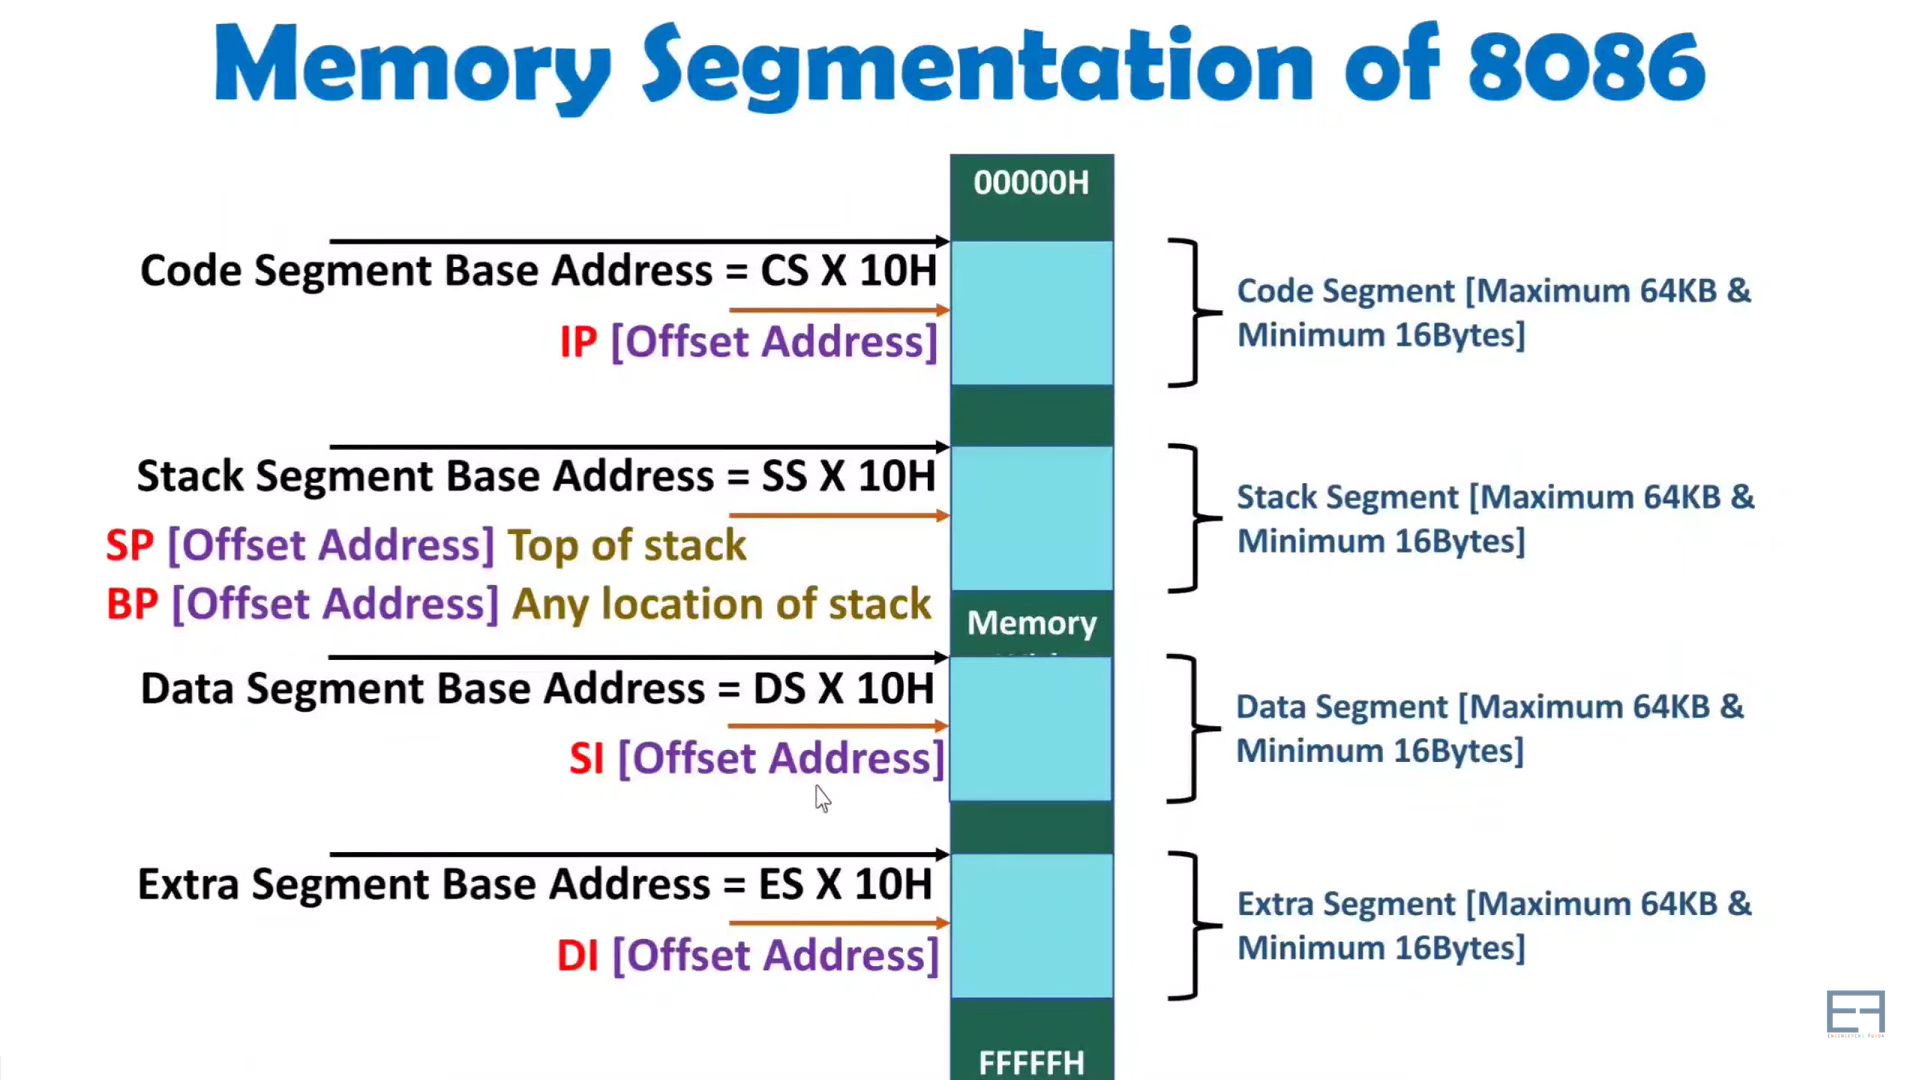 Memory Segmentation of 8086
00000H
Code Segment Base Address = CS X 10H
IP [Offset Address]
Code Segment [Maximum 64KB &
Minimum 16Bytes]
Stack Segment Base Address = SS X 10H
SP [Offset Address] Top of stack
BP [Offset Address] Any location of stack
Stack Segment [Maximum 64KB &
Minimum 16Bytes]
Memory
Data Segment Base Address = DS X 10H
SI [Offset Address]
Data Segment [Maximum 64KB &
Minimum 16Bytes]
Extra Segment Base Address = ES X 10H
DI [Offset Address]
Extra Segment [Maximum 64KB &
Minimum 16Bytes]
FFFFFH